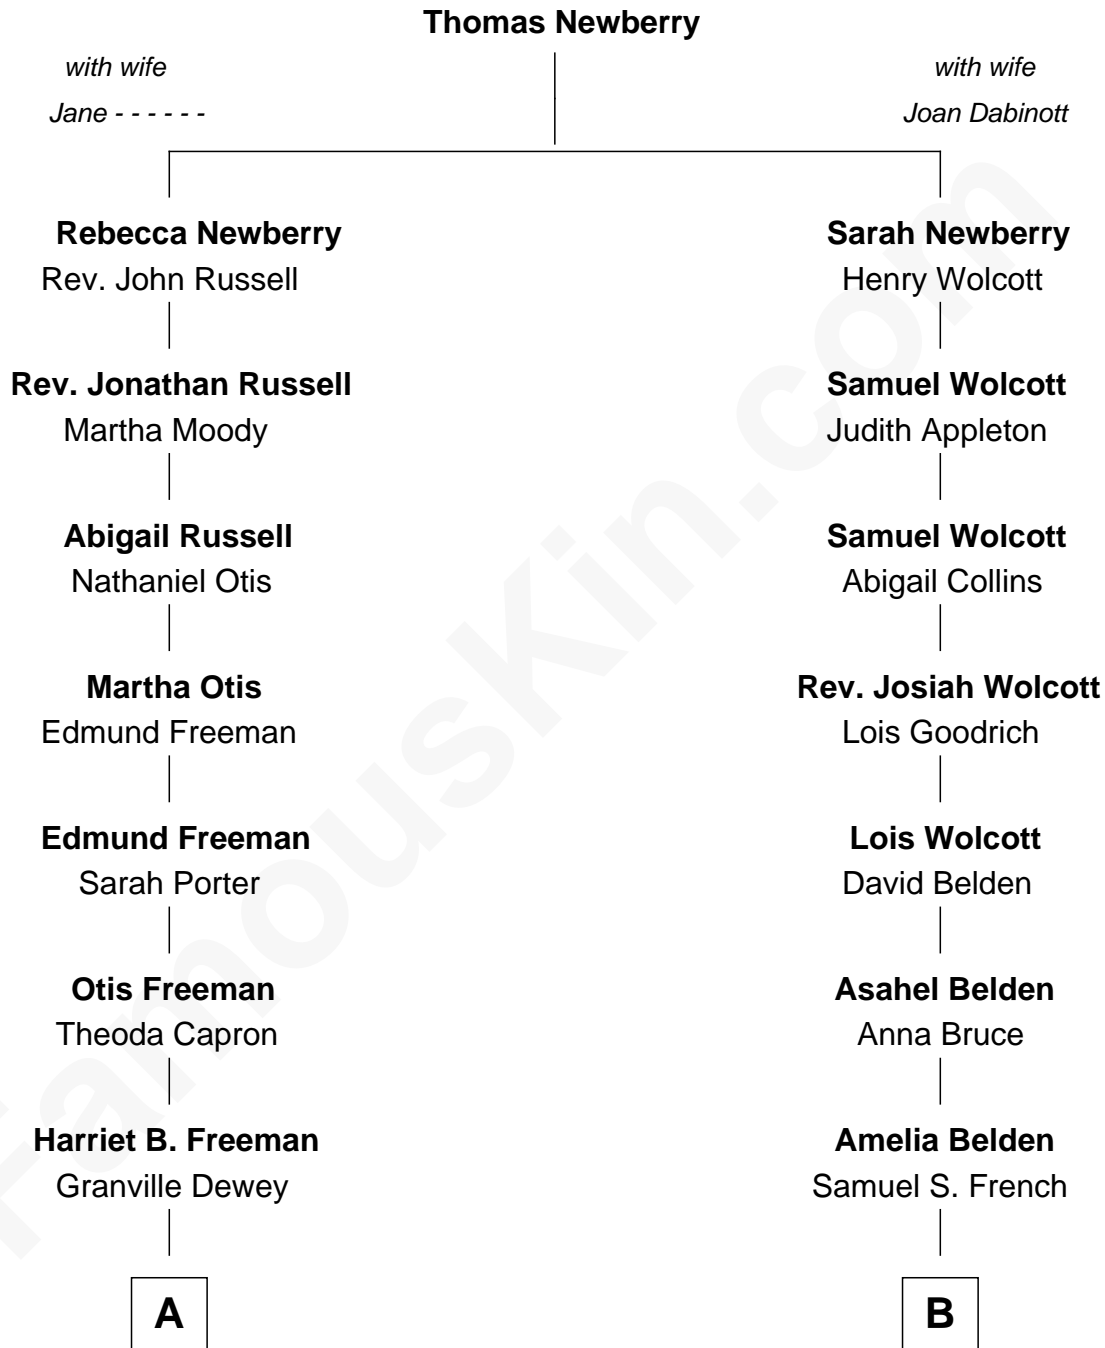 Thomas Newberry
with wife
Jane - - - - - -
with wife
Joan Dabinott
Rebecca Newberry
Rev. John Russell
Sarah Newberry
Henry Wolcott
Rev. Jonathan Russell
Martha Moody
Samuel Wolcott
Judith Appleton
Abigail Russell
Nathaniel Otis
Samuel Wolcott
Abigail Collins
Martha Otis
Edmund Freeman
Rev. Josiah Wolcott
Lois Goodrich
Edmund Freeman
Sarah Porter
Lois Wolcott
David Belden
Otis Freeman
Theoda Capron
Asahel Belden
Anna Bruce
Harriet B. Freeman
Granville Dewey
Amelia Belden
Samuel S. French
A
B
FamousKin.com